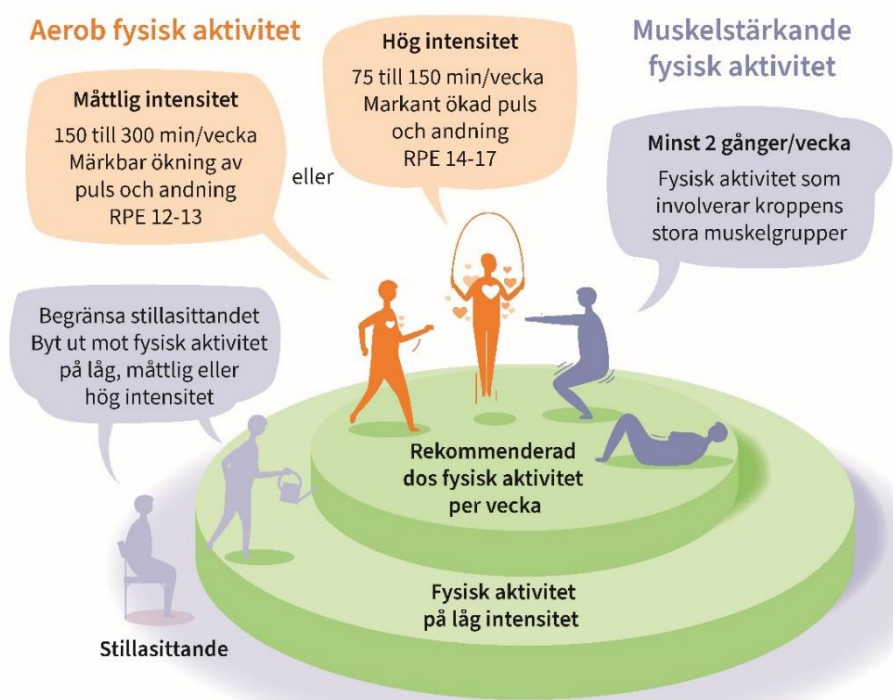 Aerob fysisk aktivitet
Måttlig intensitet
150 till 300 min/vecka
Märkbar ökning av
puls och andning
RPE 12-13
eller
Hög intensitet
75 till 150 min/vecka
Markant ökad puls
och andning
RPE 14-17
Muskelstärkande
fysisk aktivitet
Minst 2 gånger/vecka
Fysisk aktivitet som
involverar kroppens
stora muskelgrupper
Begränsa stillasittandet
Byt ut mot fysisk aktivitet
på låg, måttlig eller
hög intensitet
Rekommenderad
dos fysisk aktivitet
per vecka
Fysisk aktivitet
på låg intensitet
Stillasittande